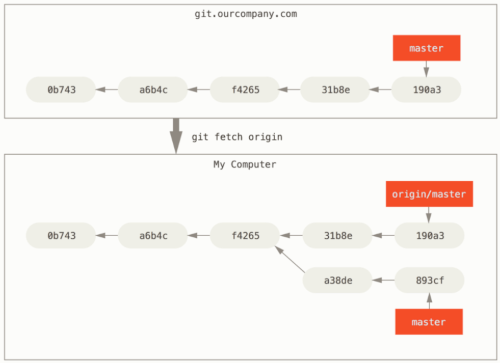 git.ourcompany.com
master
0b743 a6b4c f4265 31b8e 190a3
git fetch origin
My Computer
origin/master
0b743 a6b4c f4265 31b8e 190a3
a38de 893cf
master